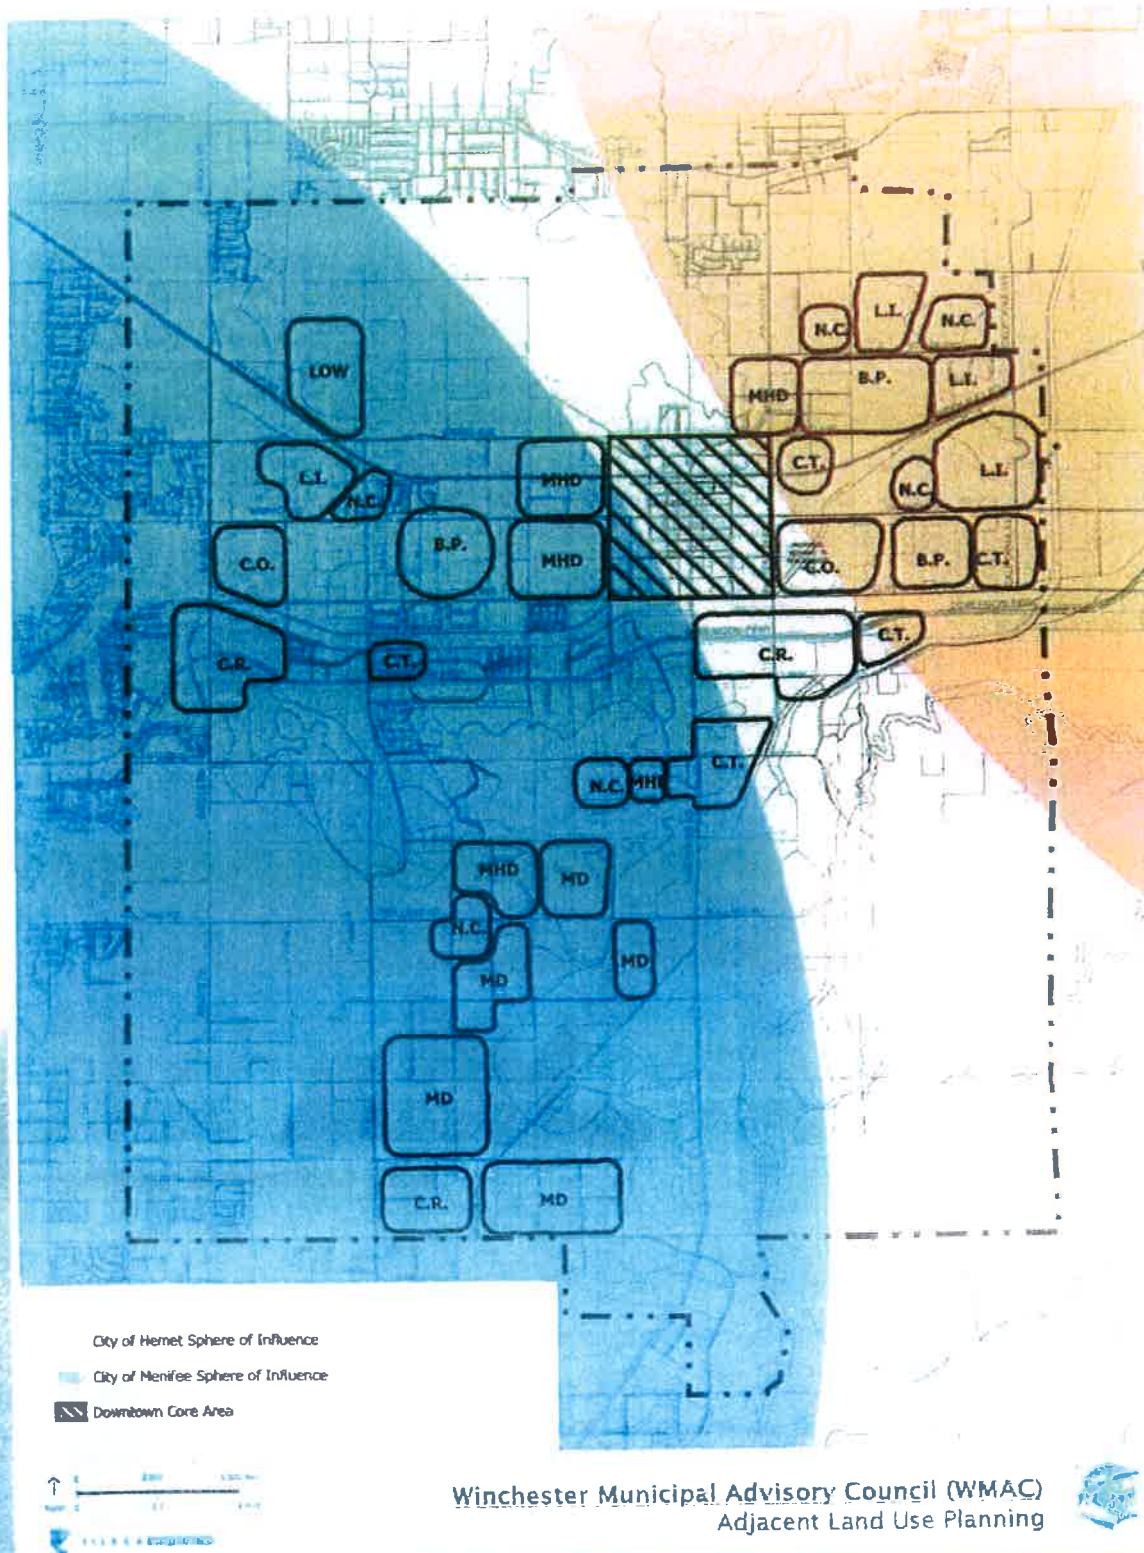 L.I.
N.C.
N.C.
LOW
B.P.
L.I.
MHD
C.T.
L.I.
L.I.
MHD
N.C.
N.C.
B.P.
C.O.
MHD
C.O.
B.P.
C.T.
C.T.
C.R.
C.T.
C.R.
C.T.
N.C.
MHD
MD
N.C.
MD
MD
MD
C.R.
MD
City of Hemet Sphere of Influence
City of Menifee Sphere of Influence
Downtown Core Area
Winchester Municipal Advisory Council (WMAC)
Adjacent Land Use Planning